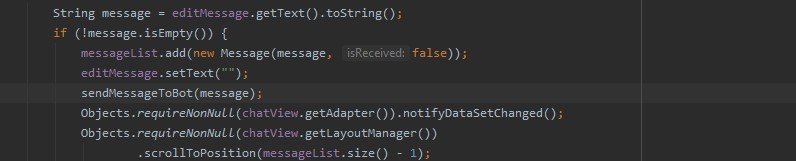 String message = editMessage.getText().toString();
if (!message.isEmpty()) {
messageList.add(new Message(message, isReceived: false));
editMessage.setText("");
sendMessageToBot(message);
Objects.requireNonNull(chatView.getAdapter()).notifyDataSetChanged();
Objects.requireNonNull(chatView.getLayoutManager())
.scrollToPosition(messageList.size() - 1);